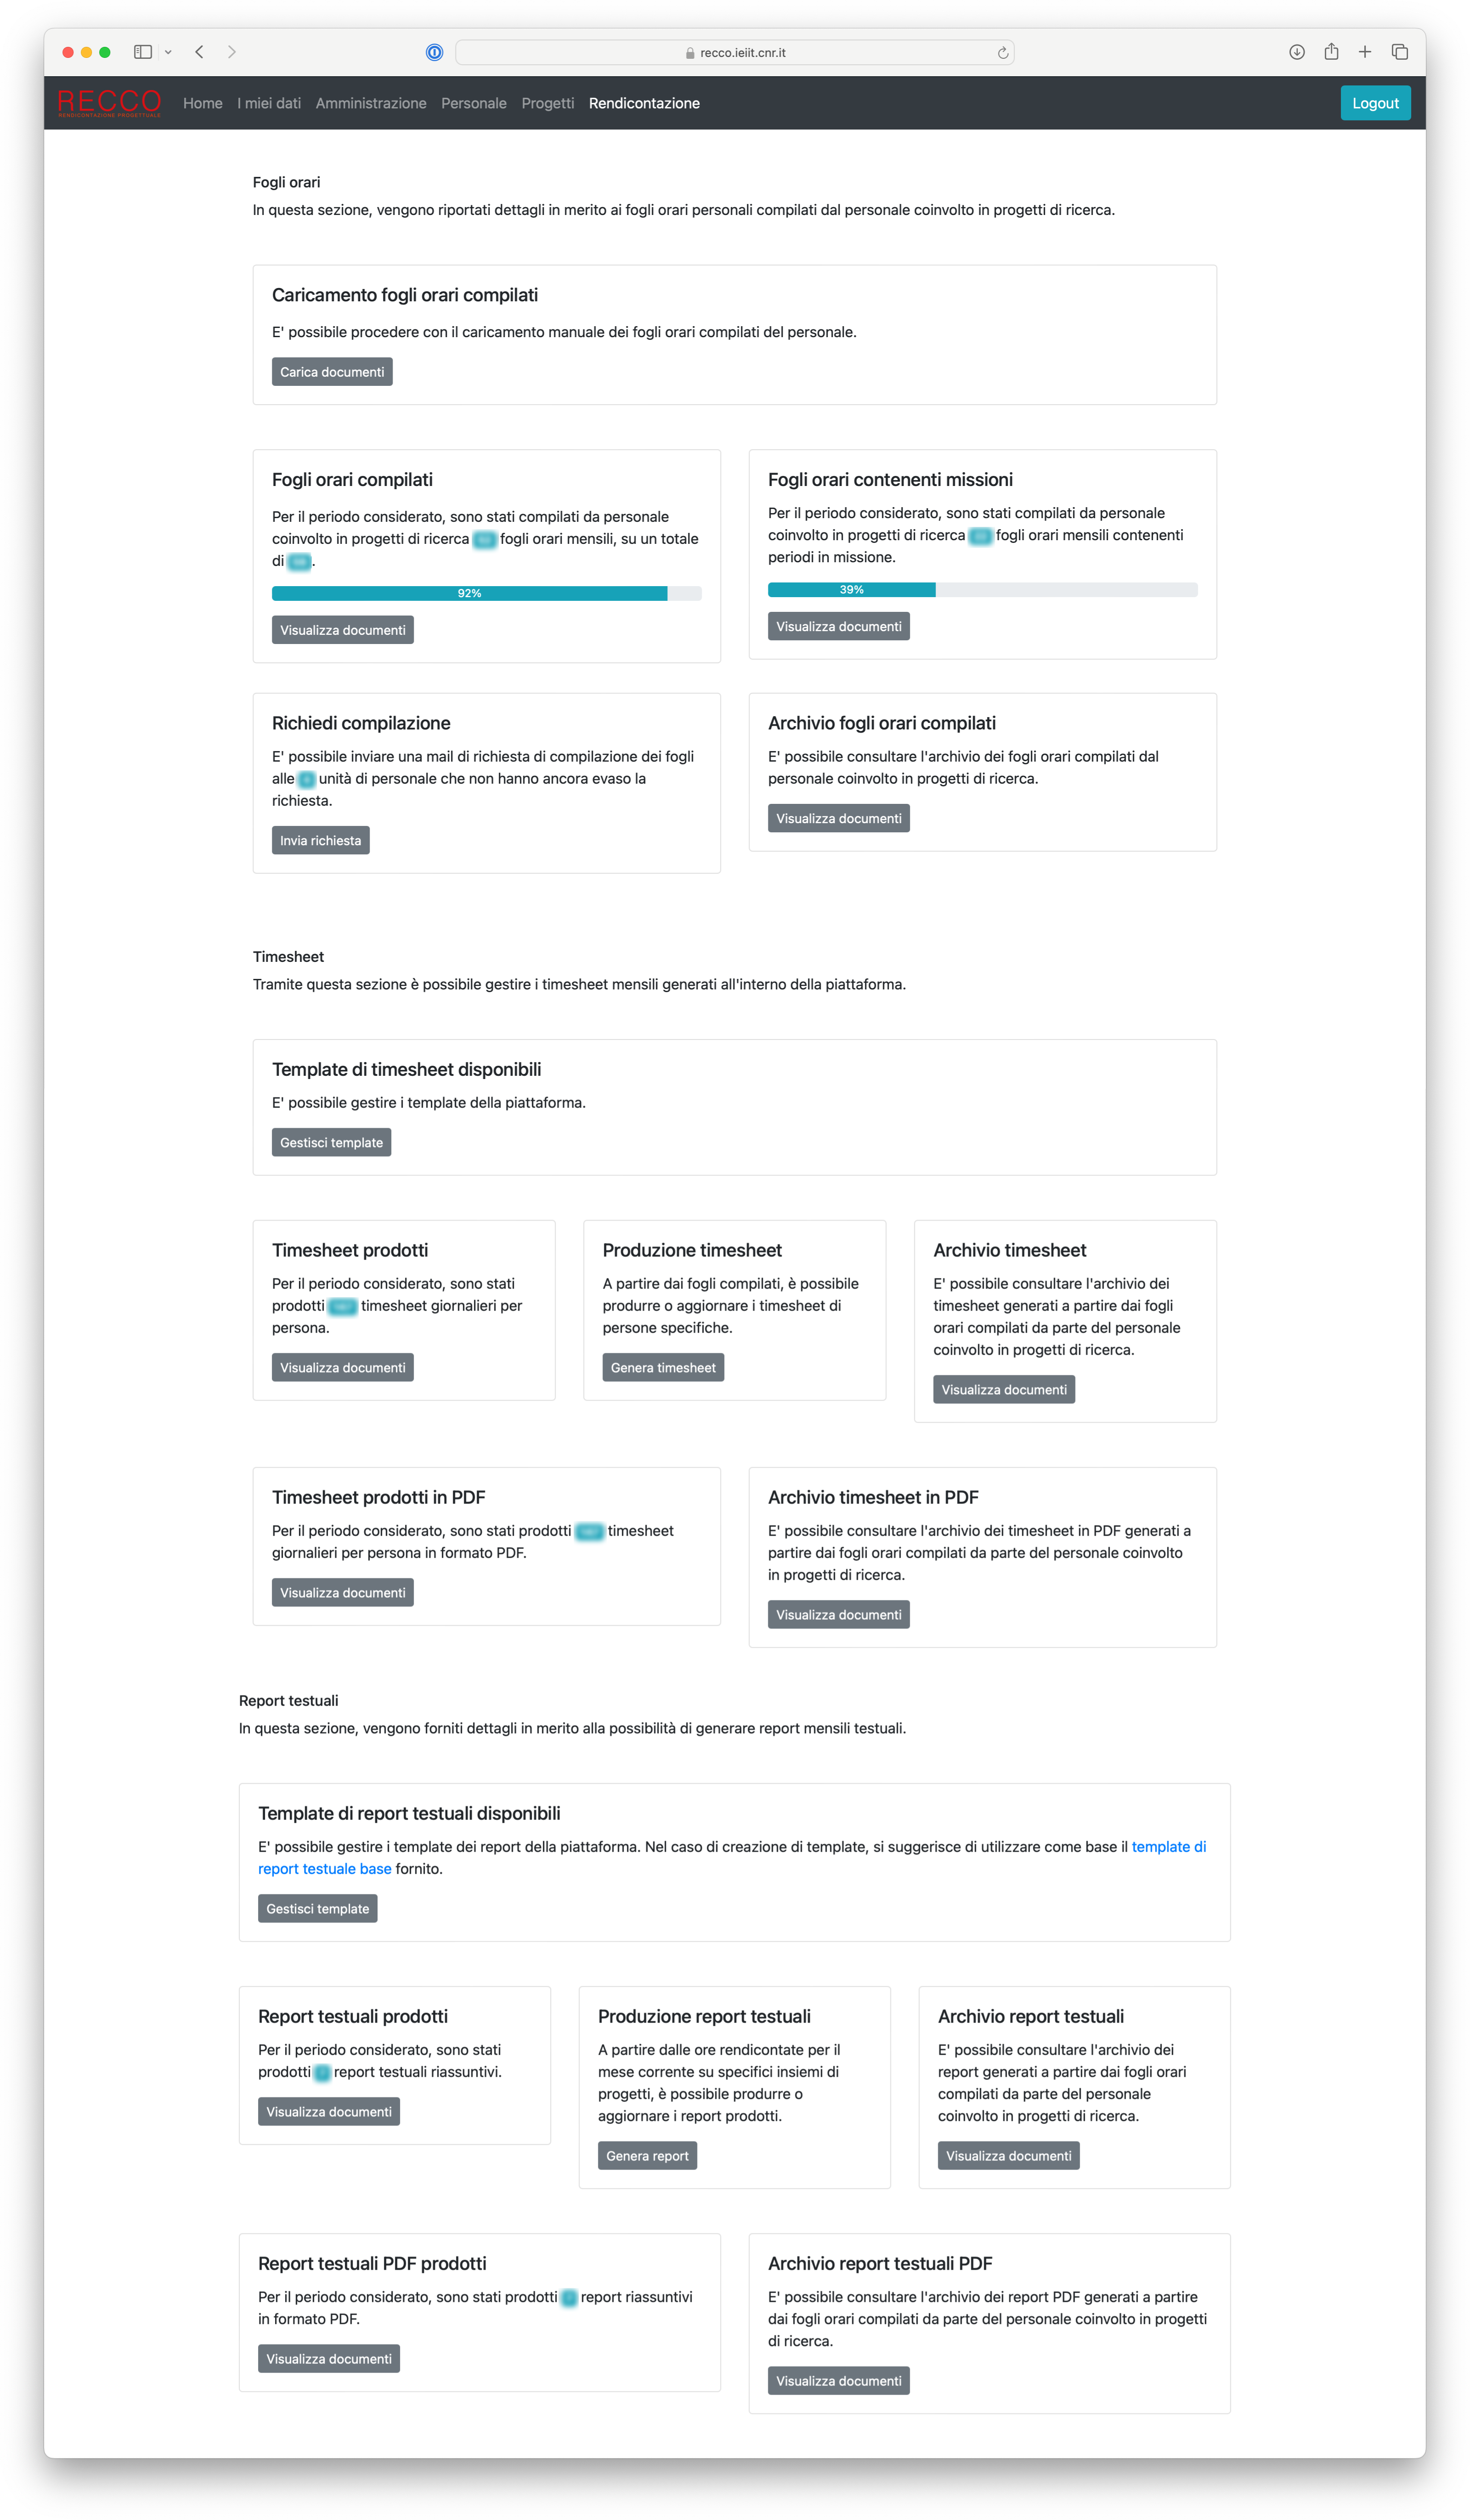 recco.ieiit.cnr.it
RECCO
RENDICONTAZIONE PROGETTUALE
Home I miei dati Amministrazione Personale Progetti Rendicontazione
Logout
Fogli orari
In questa sezione, vengono riportati dettagli in merito ai fogli orari personali compilati dal personale coinvolto in progetti di ricerca.
Caricamento fogli orari compilati
E' possibile procedere con il caricamento manuale dei fogli orari compilati del personale.
Carica documenti
Fogli orari compilati
Per il periodo considerato, sono stati compilati da personale
coinvolto in progetti di ricerca fogli orari mensili, su un totale
di .
92%
Visualizza documenti
Fogli orari contenenti missioni
Per il periodo considerato, sono stati compilati da personale
coinvolto in progetti di ricerca fogli orari mensili contenenti
periodi in missione.
39%
Visualizza documenti
Richiedi compilazione
E' possibile inviare una mail di richiesta di compilazione dei fogli
alle unità di personale che non hanno ancora evaso la
richiesta.
Invia richiesta
Archivio fogli orari compilati
E' possibile consultare l'archivio dei fogli orari compilati dal
personale coinvolto in progetti di ricerca.
Visualizza documenti
Timesheet
Tramite questa sezione è possibile gestire i timesheet mensili generati all'interno della piattaforma.
Template di timesheet disponibili
E' possibile gestire i template della piattaforma.
Gestisci template
Timesheet prodotti
Per il periodo considerato, sono stati
prodotti timesheet giornalieri per
persona.
Visualizza documenti
Produzione timesheet
A partire dai fogli compilati, è possibile
produrre o aggiornare i timesheet di
persone specifiche.
Genera timesheet
Archivio timesheet
E' possibile consultare l'archivio dei
timesheet generati a partire dai fogli
orari compilati da parte del personale
coinvolto in progetti di ricerca.
Visualizza documenti
Timesheet prodotti in PDF
Per il periodo considerato, sono stati prodotti timesheet
giornalieri per persona in formato PDF.
Visualizza documenti
Archivio timesheet in PDF
E' possibile consultare l'archivio dei timesheet in PDF generati a
partire dai fogli orari compilati da parte del personale coinvolto
in progetti di ricerca.
Visualizza documenti
Report testuali
In questa sezione, vengono forniti dettagli in merito alla possibilità di generare report mensili testuali.
Template di report testuali disponibili
E' possibile gestire i template dei report della piattaforma. Nel caso di creazione di template, si suggerisce di utilizzare come base il template di
report testuale base fornito.
Gestisci template
Report testuali prodotti
Per il periodo considerato, sono stati
prodotti report testuali riassuntivi.
Visualizza documenti
Produzione report testuali
A partire dalle ore rendicontate per il
mese corrente su specifici insiemi di
progetti, è possibile produrre o
aggiornare i report prodotti.
Genera report
Archivio report testuali
E' possibile consultare l'archivio dei
report generati a partire dai fogli orari
compilati da parte del personale
coinvolto in progetti di ricerca.
Visualizza documenti
Report testuali PDF prodotti
Per il periodo considerato, sono stati prodotti report riassuntivi
in formato PDF.
Visualizza documenti
Archivio report testuali PDF
E' possibile consultare l'archivio dei report PDF generati a partire
dai fogli orari compilati da parte del personale coinvolto in progetti
di ricerca.
Visualizza documenti